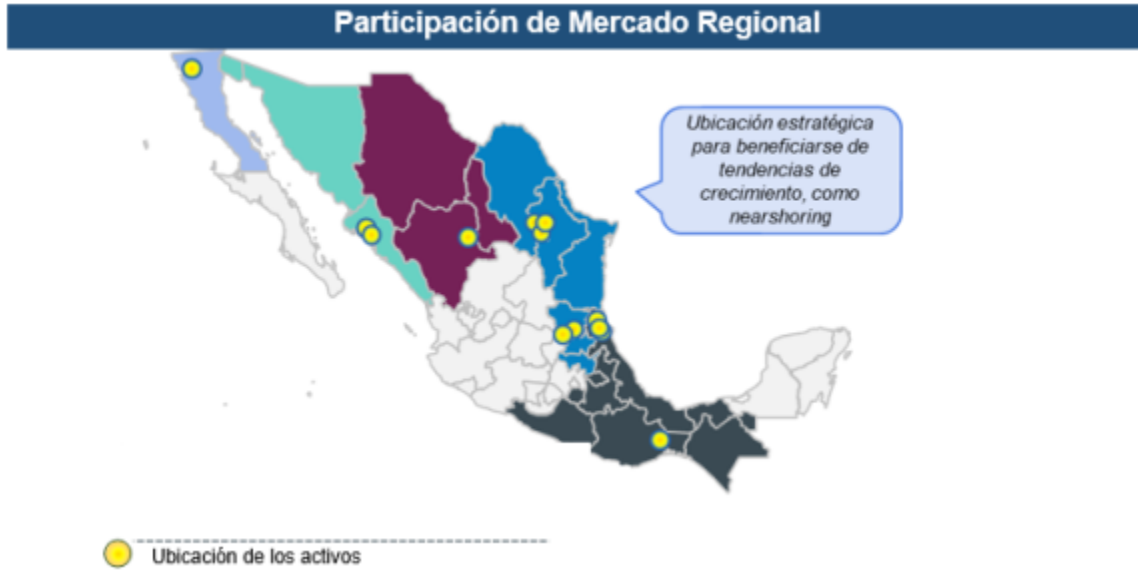 Participación de Mercado Regional
Ubicación estratégica
para beneficiarse de
tendencias de
crecimiento, como
nearshoring
Ubicación de los activos